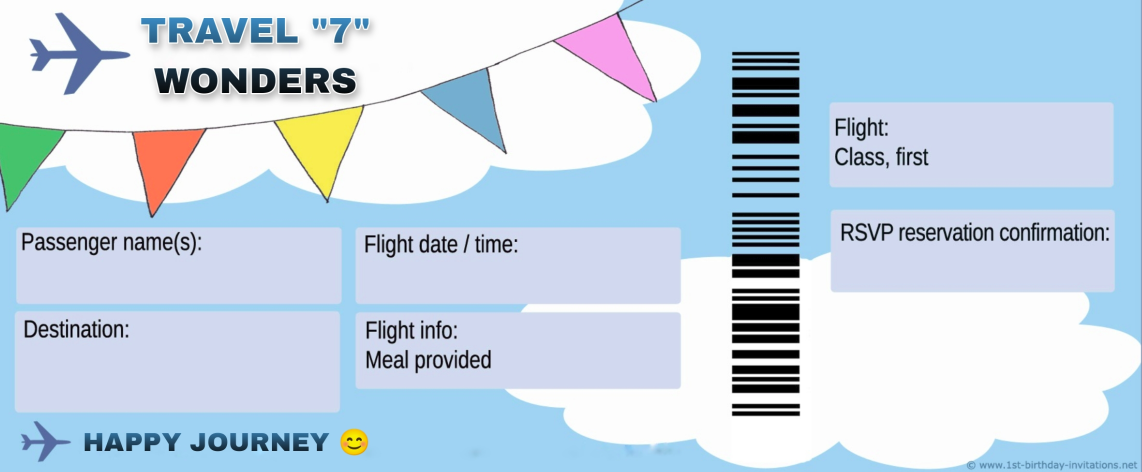 TRAVEL "7"
WONDERS
Passenger name(s):
Flight date / time:
Destination:
Flight info:
Meal provided
HAPPY JOURNEY 😊
Flight:
Class, first
RSVP reservation confirmation:
© www.1st-birthday-invitations.net